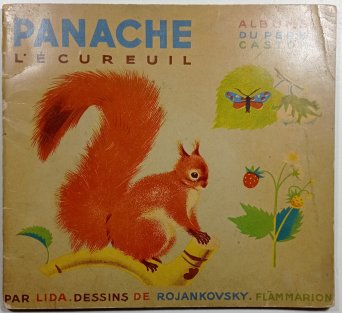 PANACHE
L'ÉCUREUIL
ALBUMS
DU PÈRE
CASTOR
PAR LIDA. DESSINS DE ROJANKOVSKY. FLAMMARION